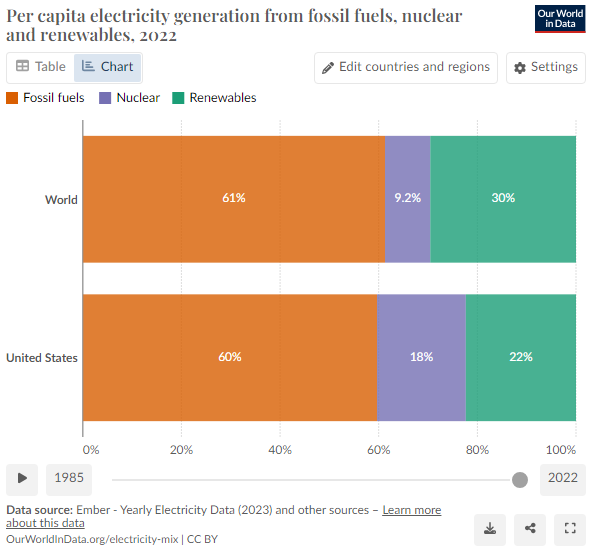 Per capita electricity generation from fossil fuels, nuclear
and renewables, 2022
Our World
in Data
Table
Chart
Edit countries and regions
Settings
Fossil fuels
Nuclear
Renewables
World
61%
9.2%
30%
United States
60%
18%
22%
0%
20%
40%
60%
80%
100%
1985
2022
Data source: Ember - Yearly Electricity Data (2023) and other sources – Learn more
about this data
OurWorldInData.org/electricity-mix | CC BY